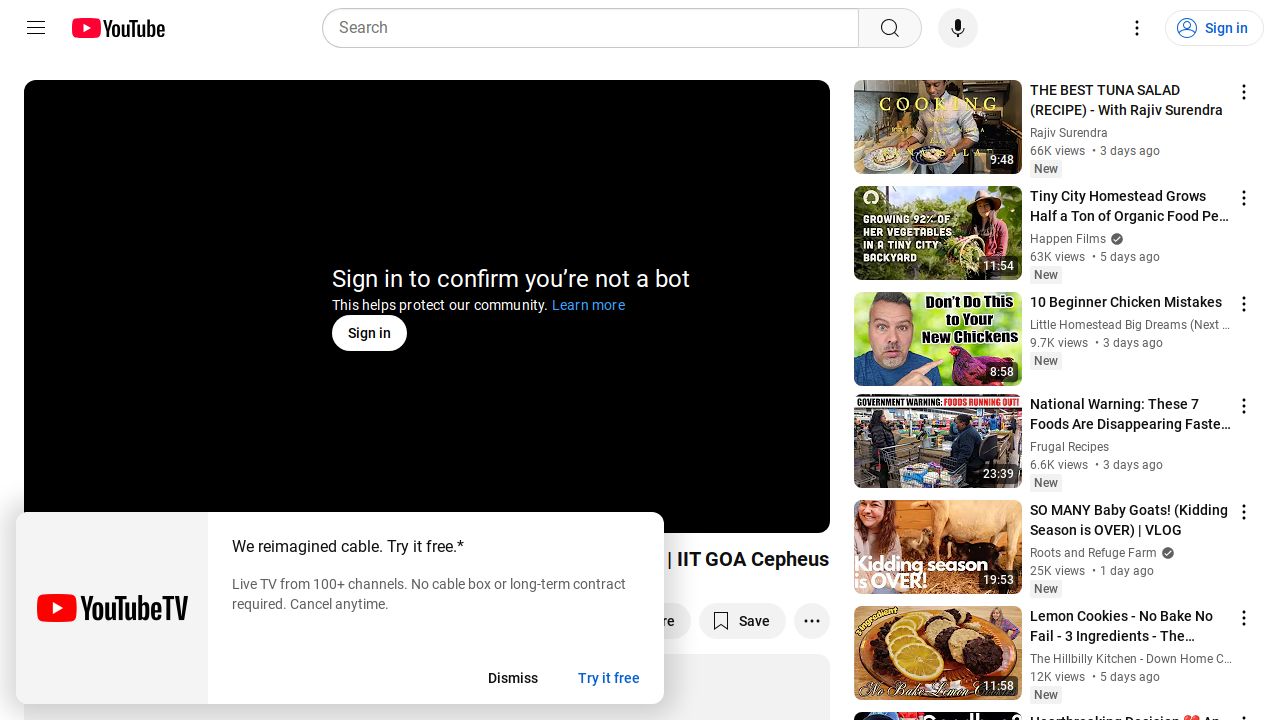 YouTube
Search
Sign in
Sign in to confirm you’re not a bot
This helps protect our community. Learn more
Sign in
| IIT GOA Cepheus
re
Save
We reimagined cable. Try it free.*
Live TV from 100+ channels. No cable box or long-term contract
required. Cancel anytime.
YouTubeTV
Dismiss
Try it free
COOKING
9:48
THE BEST TUNA SALAD
(RECIPE) - With Rajiv Surendra
Rajiv Surendra
66K views • 3 days ago
New
GROWING 92% OF
HER VEGETABLES
IN A TINY CITY
BACKYARD
11:54
Tiny City Homestead Grows
Half a Ton of Organic Food Pe…
Happen Films
63K views • 5 days ago
New
Don't Do This
to Your
New Chickens
8:58
10 Beginner Chicken Mistakes
Little Homestead Big Dreams (Next …
9.7K views • 3 days ago
New
GOVERNMENT WARNING: FOODS RUNNING OUT!
23:39
National Warning: These 7
Foods Are Disappearing Faste…
Frugal Recipes
6.6K views • 3 days ago
New
Kidding season
is OVER!
19:53
SO MANY Baby Goats! (Kidding
Season is OVER) | VLOG
Roots and Refuge Farm
25K views • 1 day ago
New
3 Ingredient
No Bake Lemon Cookies
11:58
Lemon Cookies - No Bake No
Fail - 3 Ingredients - The…
The Hillbilly Kitchen - Down Home C…
12K views • 5 days ago
New
Heartbreaking Decision 💔 An